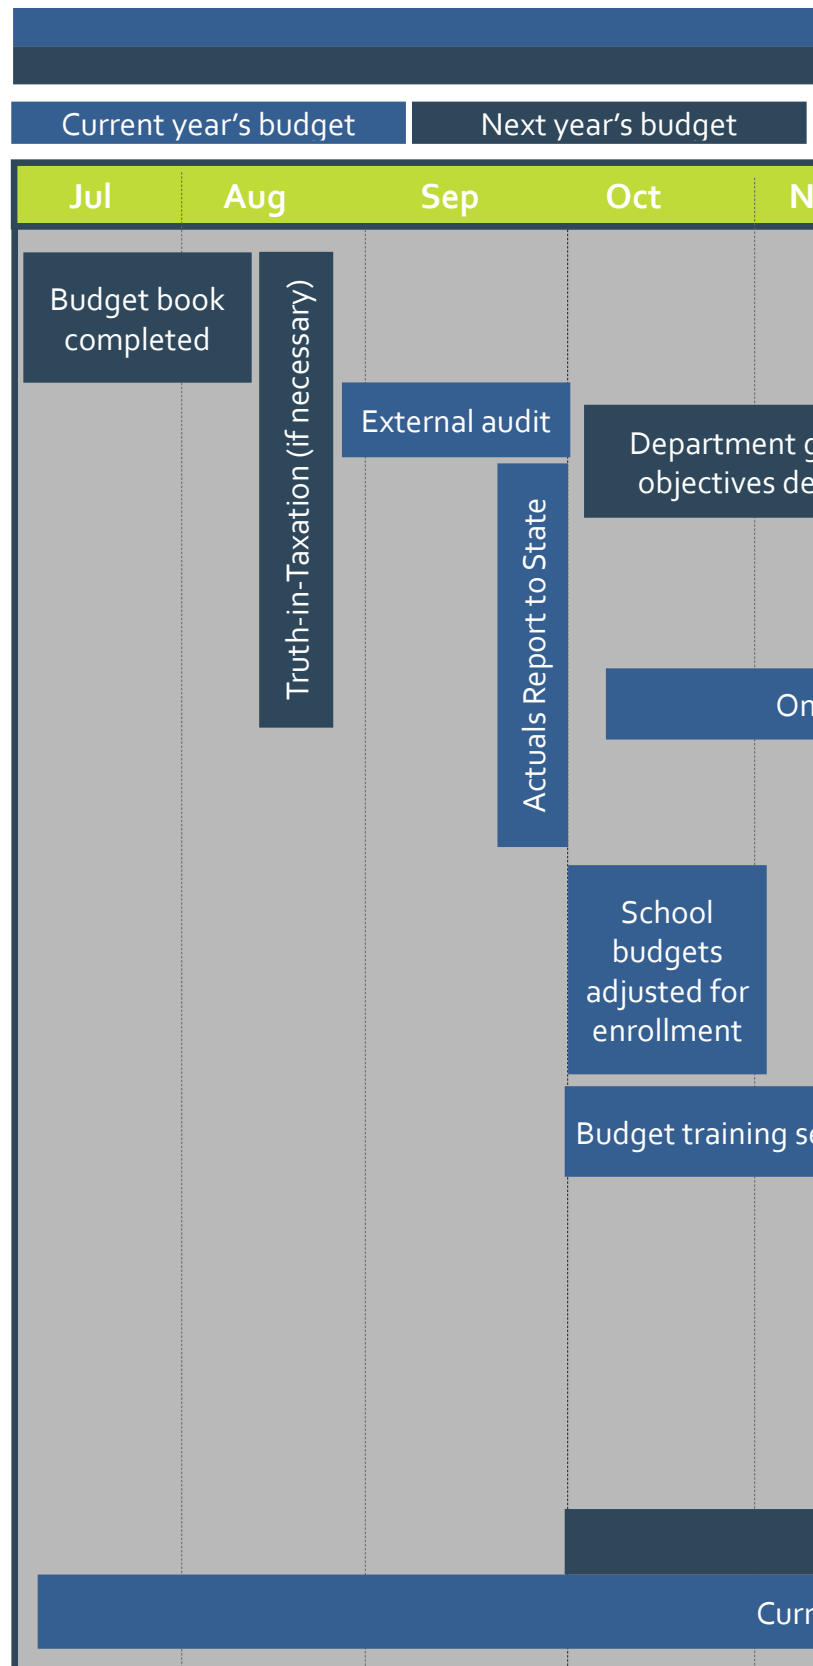 Current year's budget
Next year's budget
Jul
Aug
Sep
Oct
Budget book
completed
Truth-in-Taxation (if necessary)
External audit
Department
objectives
Actuals Report to State
School
budgets
adjusted for
enrollment
Budget training